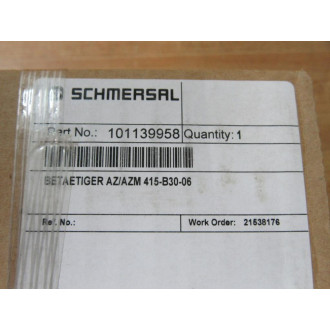 SCHMERSAL
Part No.: 101139958 Quantity: 1
BETAETIGER AZ/AZM 415-B30-06
Ref. No.: Work Order: 21538176